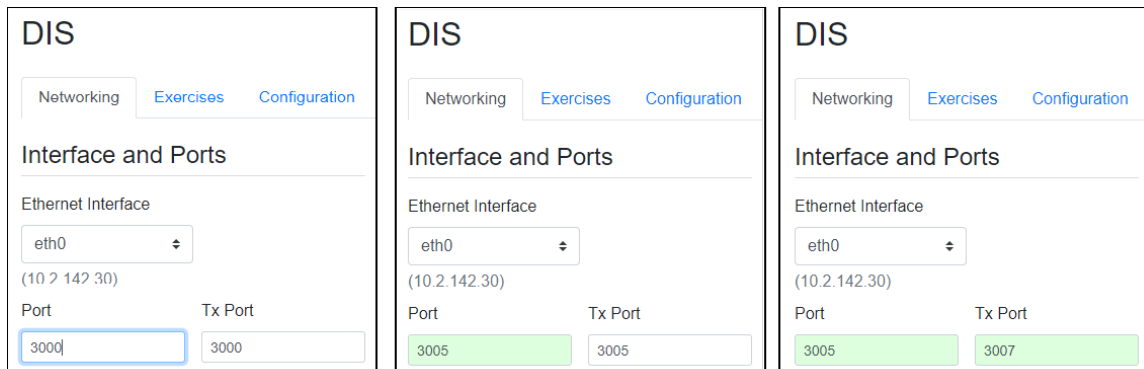 DIS
Networking Exercises Configuration
Interface and Ports
Ethernet Interface
eth0
(10.2.142.30)
Port Tx Port
3000 3000
DIS
Networking Exercises Configuration
Interface and Ports
Ethernet Interface
eth0
(10.2.142.30)
Port Tx Port
3005 3005
DIS
Networking Exercises Configuration
Interface and Ports
Ethernet Interface
eth0
(10.2.142.30)
Port Tx Port
3005 3007